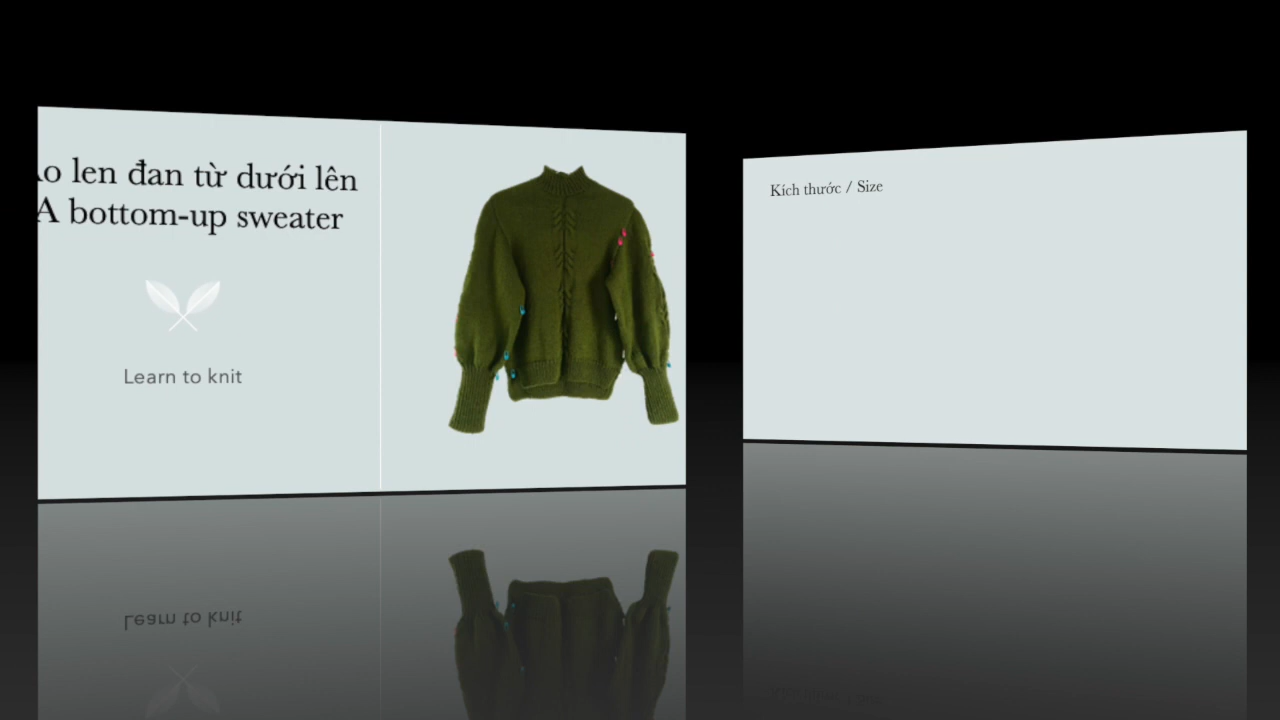 o len đan từ dưới lên
A bottom-up sweater
Learn to knit
Kích thước / Size